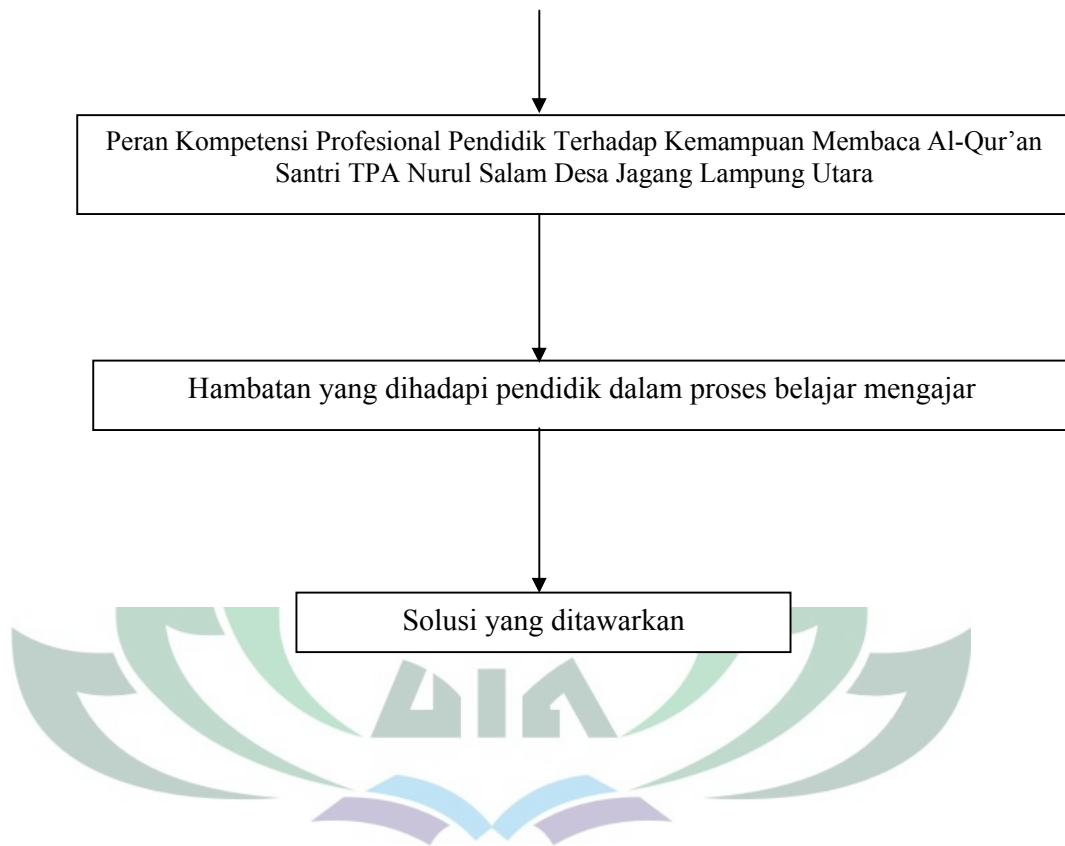 Peran Kompetensi Profesional Pendidik Terhadap Kemampuan Membaca Al-Qur’an
Santri TPA Nurul Salam Desa Jagang Lampung Utara
Hambatan yang dihadapi pendidik dalam proses belajar mengajar
Solusi yang ditawarkan
UIN